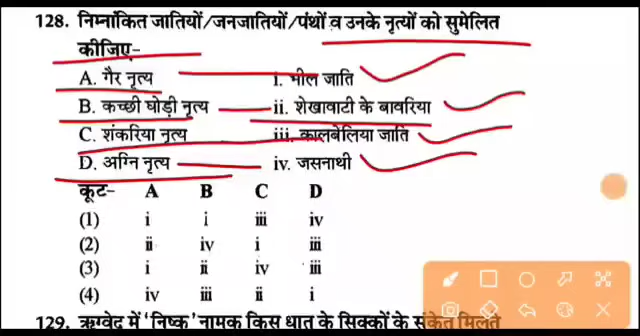 128. निम्नांकित जातियों/जनजातियों/पंथों व उनके नृत्यों को सुमेलित
कीजिए-
A. गैर नृत्य i. भील जाति
B. कच्छी घोड़ी नृत्य ii. शेखावाटी के बावरिया
C. शंकरिया नृत्य iii. कालबेलिया जाति
D. अग्नि नृत्य iv. जसनाथी
कूट- A B C D
(1) i i iii iv
(2) ii iv i iii
(3) i ii iv iii
(4) iv iii ii i
129. ऋग्वेद में 'निष्क' नामक किस धातु के सिक्कों के संकेत मिलते